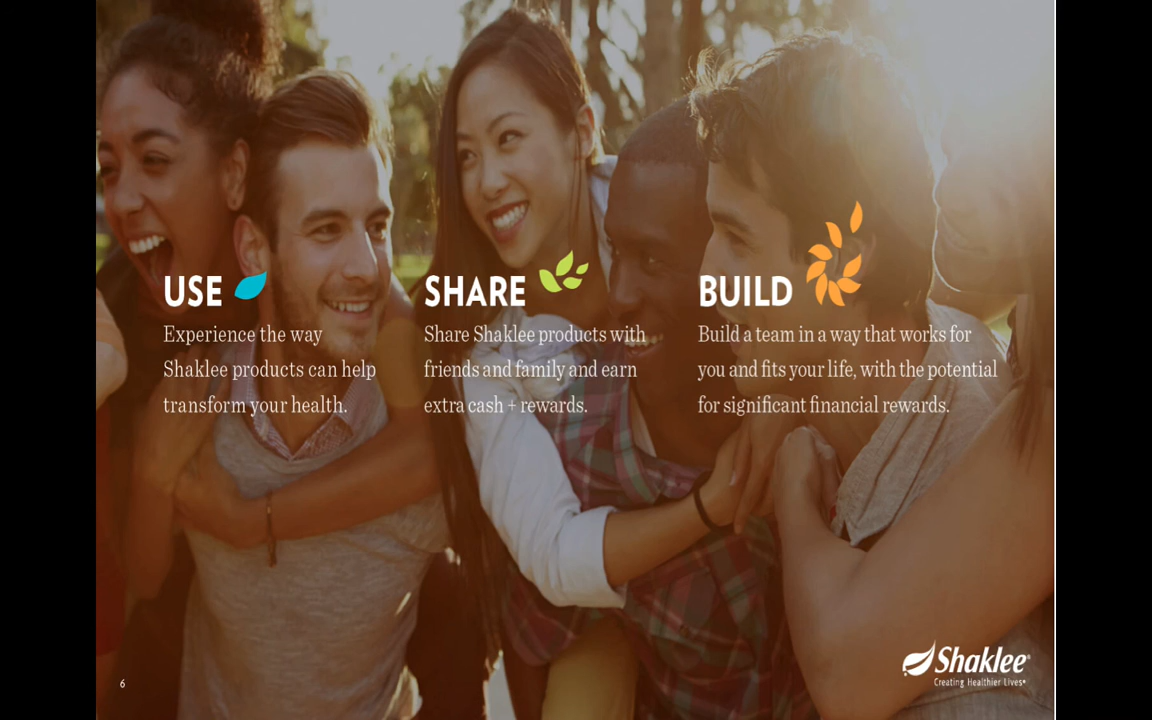 USE
Experience the way
Shaklee products can help
transform your health.
SHARE
Share Shaklee products with
friends and family and earn
extra cash + rewards.
BUILD
Build a team in a way that works for
you and fits your life, with the potential
for significant financial rewards.
Shaklee®
Creating Healthier Lives®
6